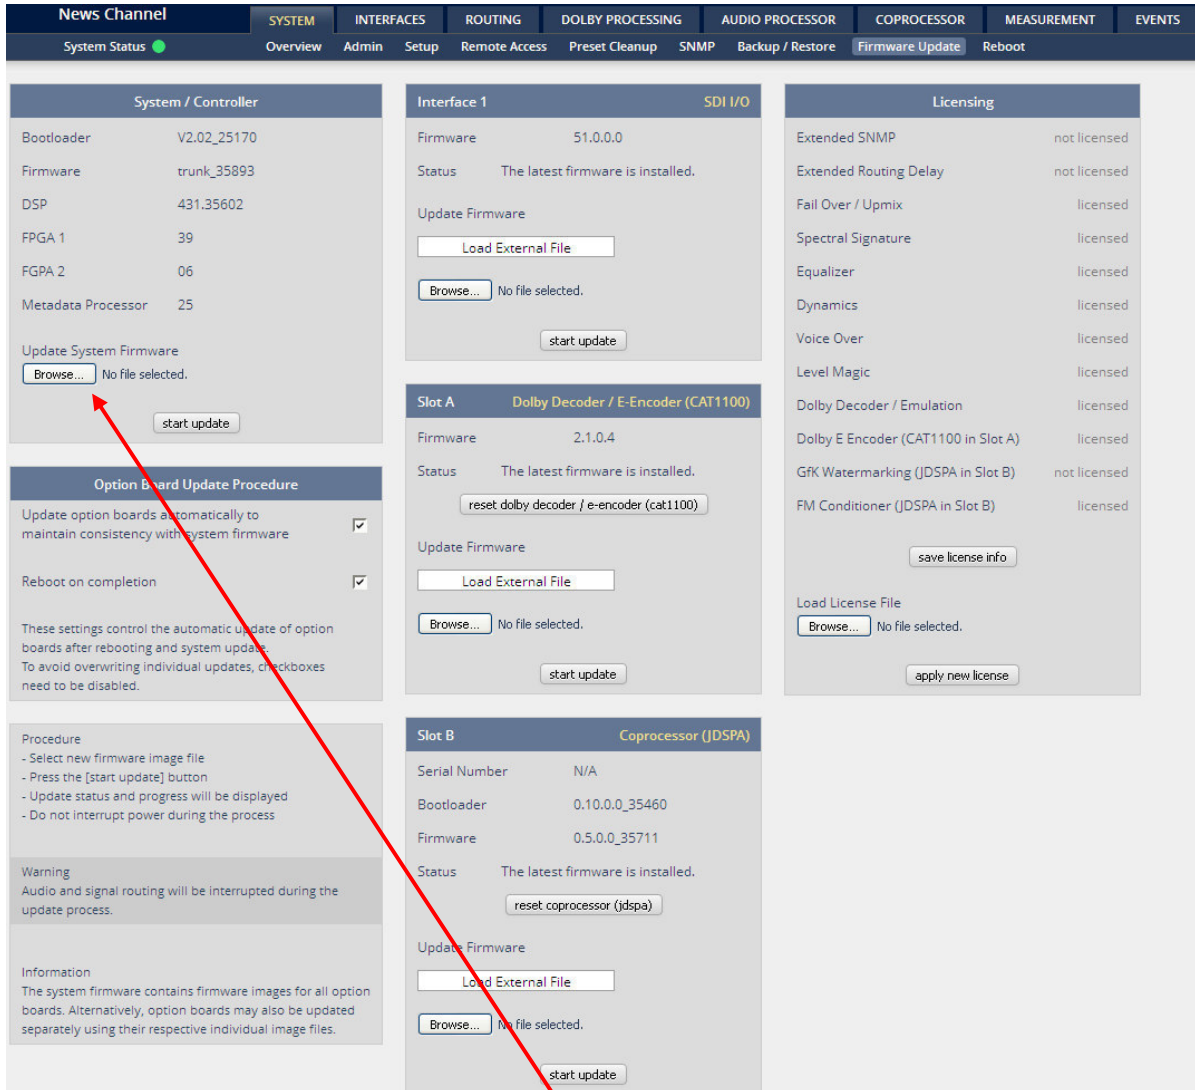 News Channel
SYSTEM INTERFACES ROUTING DOLBY PROCESSING AUDIO PROCESSOR COPROCESSOR MEASUREMENT EVENTS
System Status
Overview Admin Setup Remote Access Preset Cleanup SNMP Backup / Restore Firmware Update Reboot
System / Controller
Bootloader V2.02_25170
Firmware trunk_35893
DSP 431.35602
FPGA 1 39
FGPA 2 06
Metadata Processor 25
Update System Firmware
Browse... No file selected.
start update
Option Board Update Procedure
Update option boards automatically to
maintain consistency with system firmware
Reboot on completion
These settings control the automatic update of option
boards after rebooting and system update.
To avoid overwriting individual updates, checkboxes
need to be disabled.
Procedure
- Select new firmware image file
- Press the [start update] button
- Update status and progress will be displayed
- Do not interrupt power during the process
Warning
Audio and signal routing will be interrupted during the
update process.
Information
The system firmware contains firmware images for all option
boards. Alternatively, option boards may also be updated
separately using their respective individual image files.
Interface 1 SDI I/O
Firmware 51.0.0.0
Status The latest firmware is installed.
Update Firmware
Load External File
Browse... No file selected.
start update
Slot A Dolby Decoder / E-Encoder (CAT1100)
Firmware 2.1.0.4
Status The latest firmware is installed.
reset dolby decoder / e-encoder (cat1100)
Update Firmware
Load External File
Browse... No file selected.
start update
Slot B Coprocessor (JDSPA)
Serial Number N/A
Bootloader 0.10.0.0_35460
Firmware 0.5.0.0_35711
Status The latest firmware is installed.
reset coprocessor (jdspa)
Update Firmware
Load External File
Browse... No file selected.
start update
Licensing
Extended SNMP not licensed
Extended Routing Delay not licensed
Fail Over / Upmix licensed
Spectral Signature licensed
Equalizer licensed
Dynamics licensed
Voice Over licensed
Level Magic licensed
Dolby Decoder / Emulation licensed
Dolby E Encoder (CAT1100 in Slot A) licensed
GfK Watermarking (JDSPA in Slot B) not licensed
FM Conditioner (JDSPA in Slot B) licensed
save license info
Load License File
Browse... No file selected.
apply new license